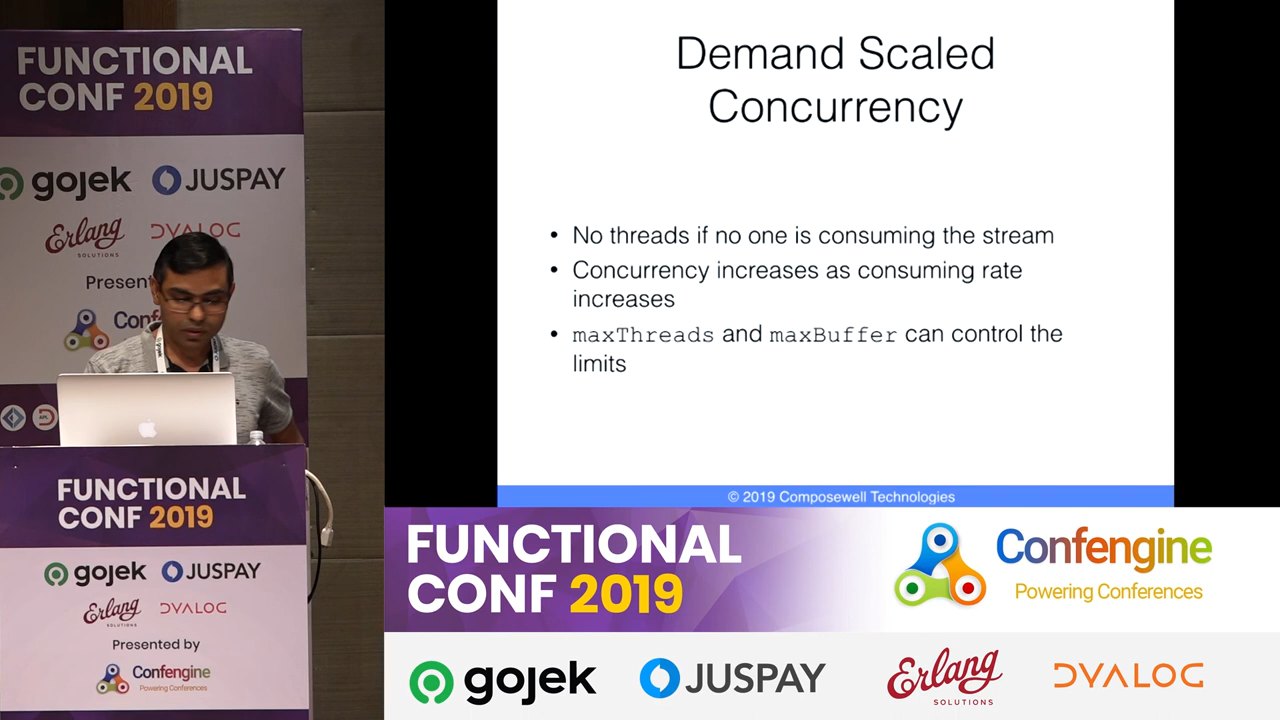 FUNCTIONAL
CONF 2019
gojek
JUSPAY
Erlang
SOLUTIONS
DYALOG
Present
Conf
FUNCTIONAL
CONF 2019
gojek
JUSPAY
Erlang
SOLUTIONS
DYALOG
Presented by
Confengine
Powering Conferences
Demand Scaled
Concurrency
• No threads if no one is consuming the stream
• Concurrency increases as consuming rate
increases
• maxThreads and maxBuffer can control the
limits
© 2019 Composewell Technologies
FUNCTIONAL
CONF 2019
Confengine
Powering Conferences
gojek
JUSPAY
Erlang
SOLUTIONS
DYALOG